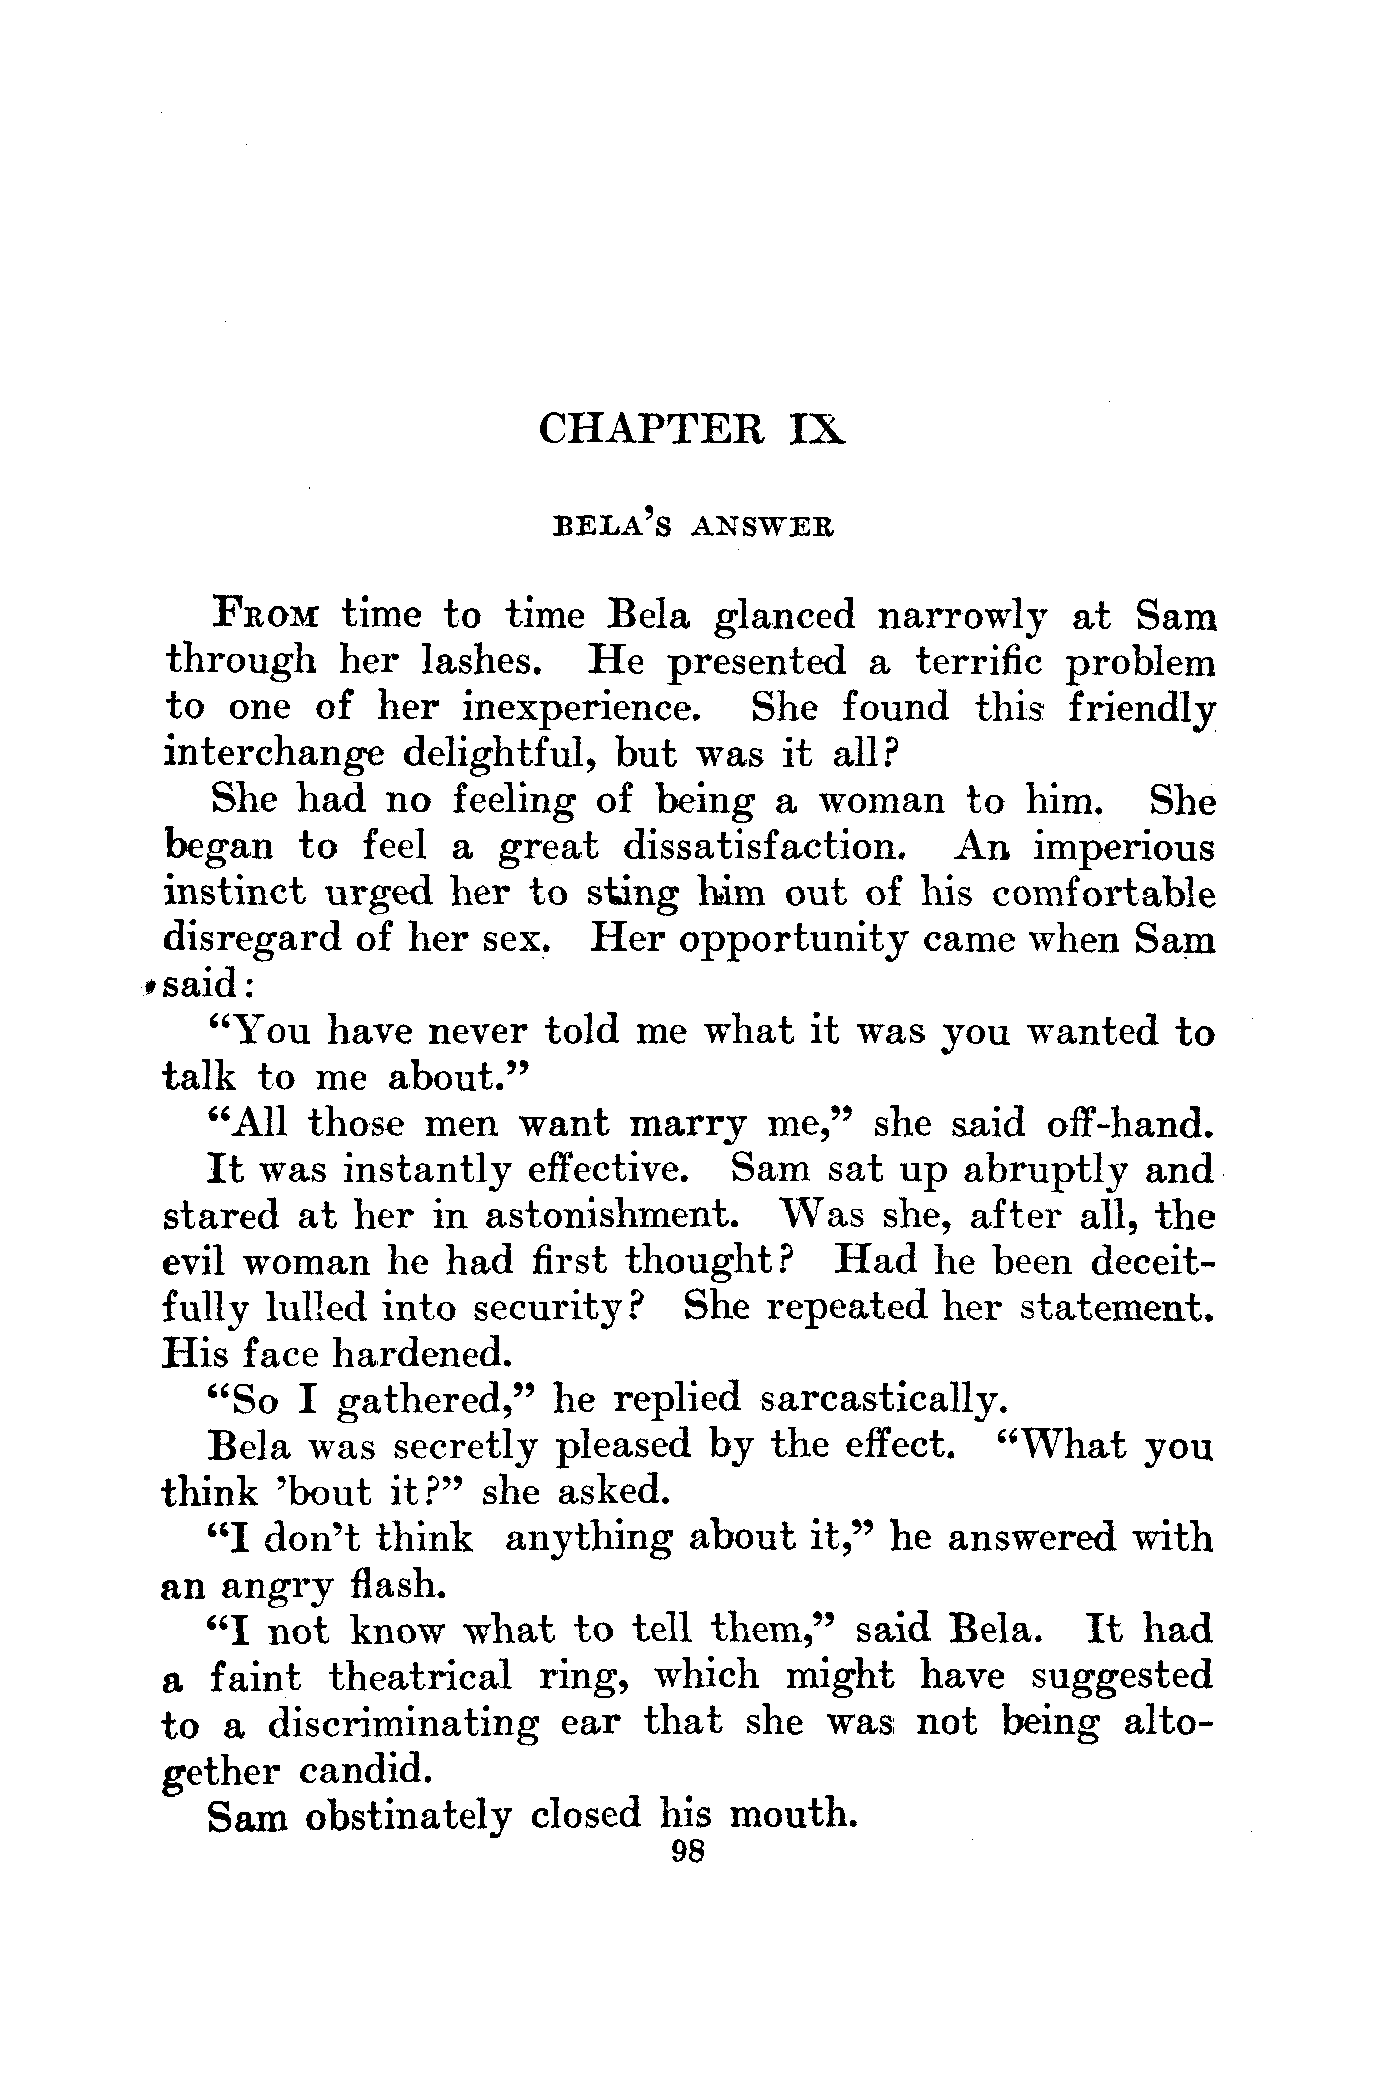 CHAPTER IX
BELA'S ANSWER
FROM time to time Bela glanced narrowly at Sam
through her lashes. He presented a terrific problem
to one of her inexperience. She found this friendly
interchange delightful, but was it all?
She had no feeling of being a woman to him. She
began to feel a great dissatisfaction. An imperious
instinct urged her to sting him out of his comfortable
disregard of her sex. Her opportunity came when Sam
said:
“You have never told me what it was you wanted to
talk to me about.”
“All those men want marry me,” she said off-hand.
It was instantly effective. Sam sat up abruptly and
stared at her in astonishment. Was she, after all, the
evil woman he had first thought? Had he been deceit-
fully lulled into security? She repeated her statement.
His face hardened.
“So I gathered,” he replied sarcastically.
Bela was secretly pleased by the effect. “What you
think ’bout it?” she asked.
“I don’t think anything about it,” he answered with
an angry flash.
“I not know what to tell them,” said Bela. It had
a faint theatrical ring, which might have suggested
to a discriminating ear that she was not being alto-
gether candid.
Sam obstinately closed his mouth.
98